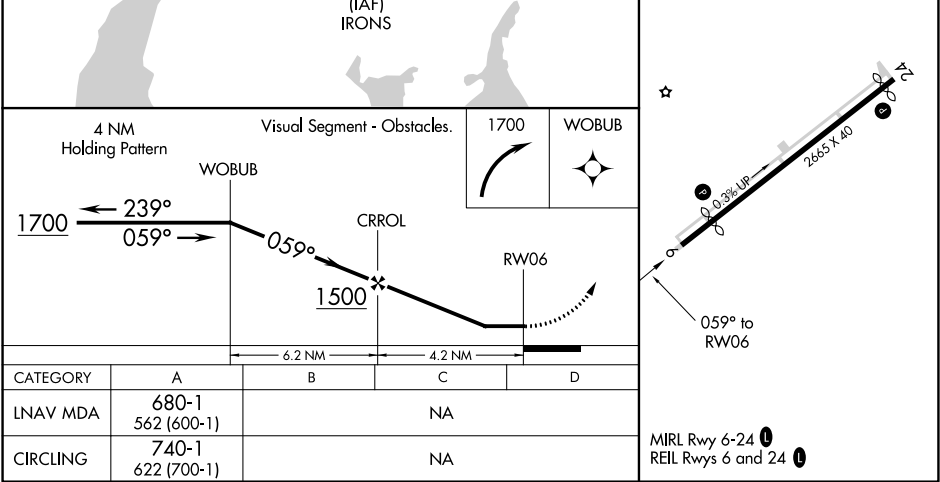 (IAF)
IRONS
4 NM
Holding Pattern
Visual Segment - Obstacles.
1700
WOBUB
WOBUB
1700
239°
059°
059°
CRROL
1500
RW06
6.2 NM
4.2 NM
CATEGORY A B C D
LNAV MDA 680-1 NA
562 (600-1)
CIRCLING 740-1 NA
622 (700-1)
24
P
2665 X 40
P
0.3% UP
6
059° to
RW06
MIRL Rwy 6-24 L
REIL Rwys 6 and 24 L